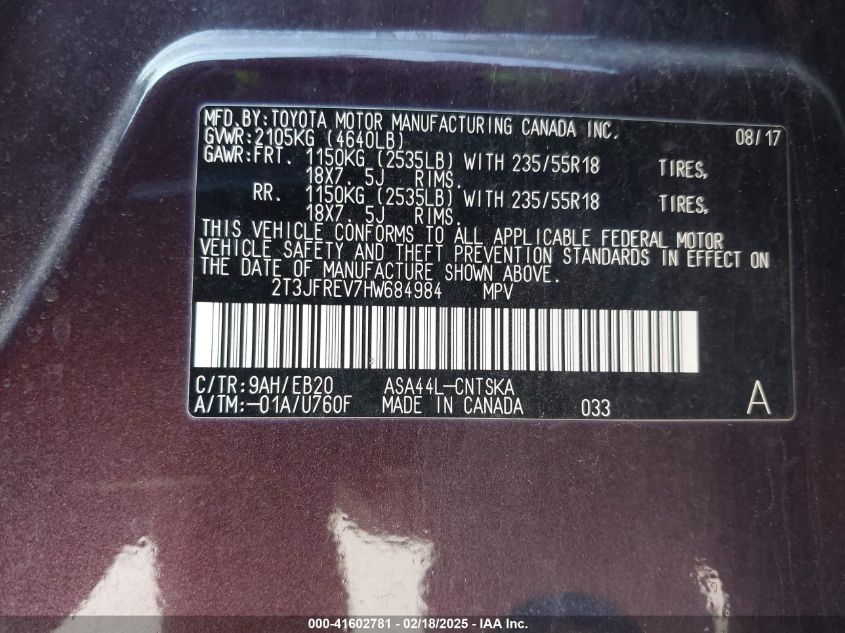 MFD.BY:TOYOTA MOTOR MANUFACTURING CANADA INC. 08/17
GVWR:2105KG (4640LB)
GAWR:FRT. 1150KG (2535LB) WITH 235/55R18 TIRES,
18X7. 5J RIMS.
RR. 1150KG (2535LB) WITH 235/55R18 TIRES,
18X7. 5J RIMS.
THIS VEHICLE CONFORMS TO ALL APPLICABLE FEDERAL MOTOR
VEHICLE SAFETY AND THEFT PREVENTION STANDARDS IN EFFECT ON
THE DATE OF MANUFACTURE SHOWN ABOVE.
2T3JFREV7HW684984 MPV
C/TR:9AH/EB20 ASA44L-CNTSKA
A/TM:-01A/U760F MADE IN CANADA 033 A
000-41602781 - 02/18/2025 - IAA Inc.